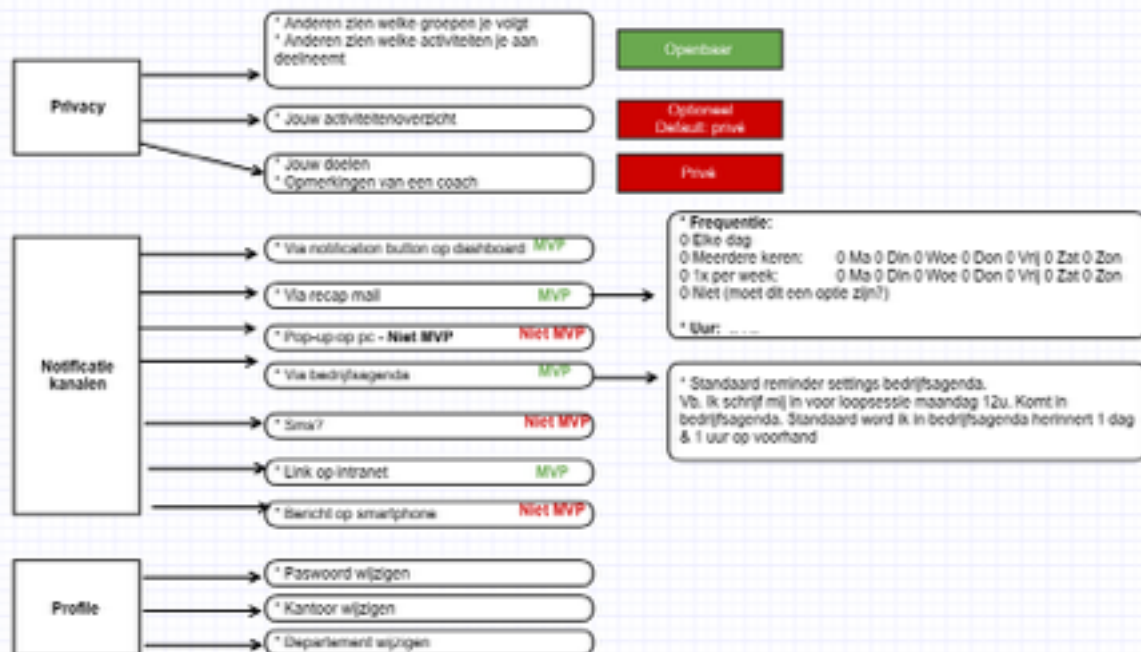 Privacy
* Anderen zien welke groepen je volgt
* Anderen zien welke activiteiten je aan
deelneemt
Openbaar
* Jouw activiteitenoverzicht
Optioneel
Default: privé
* Jouw doelen
* Opmerkingen van een coach
Privé
Notificatie
kanalen
* Via notification button op dashboard MVP
* Via recap mail MVP
* Pop-up op pc - Niet MVP Niet MVP
* Via bedrijfsagenda MVP
* Sms? Niet MVP
* Link op intranet MVP
* Bericht op smartphone Niet MVP
* Frequentie:
0 Elke dag
0 Meerdere keren: 0 Ma 0 Din 0 Woe 0 Don 0 Vrij 0 Zat 0 Zon
0 1x per week: 0 Ma 0 Din 0 Woe 0 Don 0 Vrij 0 Zat 0 Zon
0 Niet (moet dit een optie zijn?)
* Uur: .. : ..
* Standaard reminder settings bedrijfsagenda.
Vb. Ik schrijf mij in voor loopsessie maandag 12u. Komt in
bedrijfsagenda. Standaard word ik in bedrijfsagenda herinnert 1 dag
& 1 uur op voorhand
Profile
* Paswoord wijzigen
* Kantoor wijzigen
* Departement wijzigen